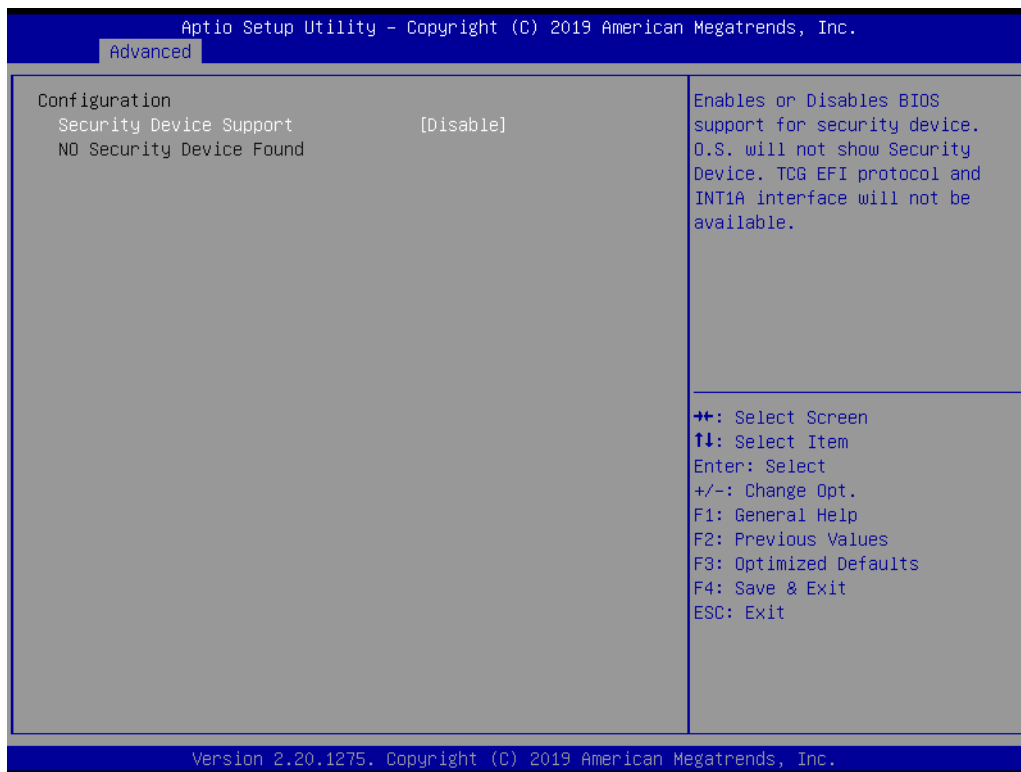 Aptio Setup Utility – Copyright (C) 2019 American Megatrends, Inc.
Advanced
Configuration
Security Device Support [Disable]
NO Security Device Found
Enables or Disables BIOS
support for security device.
O.S. will not show Security
Device. TCG EFI protocol and
INT1A interface will not be
available.
→←: Select Screen
↑↓: Select Item
Enter: Select
+/-: Change Opt.
F1: General Help
F2: Previous Values
F3: Optimized Defaults
F4: Save & Exit
ESC: Exit
Version 2.20.1275. Copyright (C) 2019 American Megatrends, Inc.